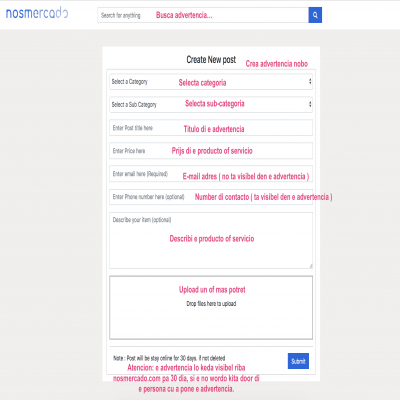 nosmercado
Search for anything
Busca advertencia...
Create New post
Crea advertencia nobo
Select a Category
Selecta categoria
Select a Sub Category
Selecta sub-categoria
Enter Post title here
Titulo di e advertencia
Enter Price here
Prijs di e producto of servicio
Enter email here (Required)
E-mail adres ( no ta visibel den e advertencia )
Enter Phone number here (optional)
Number di contacto ( ta visibel den e advertencia )
Describe your item (optional)
Describi e producto of servicio
Upload un of mas potret
Drop files here to upload
Note : Post will be stay online for 30 days. if not deleted
Submit
Atencion: e advertencia lo keda visibel riba
nosmercado.com pa 30 dia, si e no wordo kita door di
e persona cu a pone e advertencia.